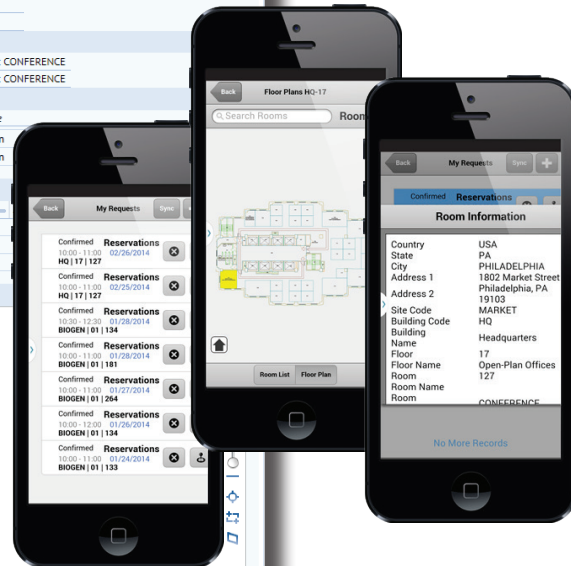 CONFERENCE
CONFERENCE
Back My Requests Sync
Confirmed Reservations
10:00 - 11:00 02/26/2014
HQ | 17 | 127
Confirmed Reservations
10:00 - 11:00 02/25/2014
HQ | 17 | 127
Confirmed Reservations
10:30 - 12:30 01/28/2014
BIOGEN | 01 | 134
Confirmed Reservations
10:00 - 11:00 01/28/2014
BIOGEN | 01 | 181
Confirmed Reservations
10:00 - 11:00 01/27/2014
BIOGEN | 01 | 264
Confirmed Reservations
10:00 - 12:00 01/26/2014
BIOGEN | 01 | 134
Confirmed Reservations
10:00 - 11:00 01/24/2014
BIOGEN | 01 | 133
Back Floor Plans HQ-17
Search Rooms Room
Room List Floor Plan
Back My Requests Sync +
Confirmed Reservations
Room Information
Country USA
State PA
City PHILADELPHIA
Address 1 1802 Market Street
Address 2 Philadelphia, PA 19103
Site Code MARKET
Building Code HQ
Building Name Headquarters
Floor 17
Floor Name Open-Plan Offices
Room 127
Room Name
Room CONFERENCE
No More Records